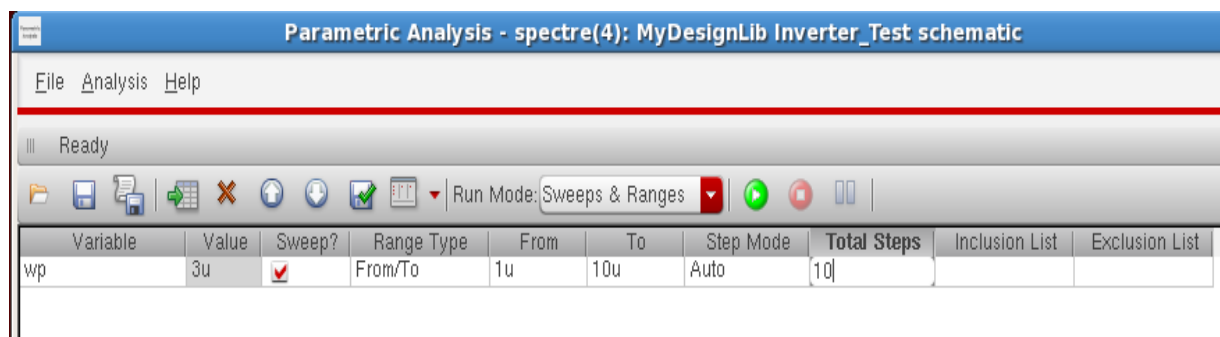 Parametric Analysis - spectre(4): MyDesignLib Inverter_Test schematic
File Analysis Help
Ready
Run Mode: Sweeps & Ranges
Variable Value Sweep? Range Type From To Step Mode Total Steps Inclusion List Exclusion List
wp 3u From/To 1u 10u Auto 10